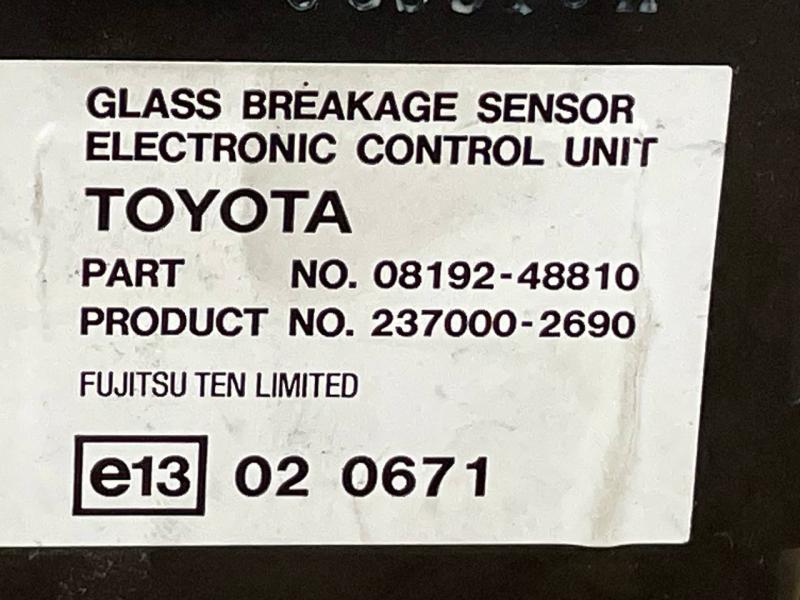 GLASS BREAKAGE SENSOR
ELECTRONIC CONTROL UNIT
TOYOTA
PART NO. 08192-48810
PRODUCT NO. 237000-2690
FUJITSU TEN LIMITED
e13 02 0671